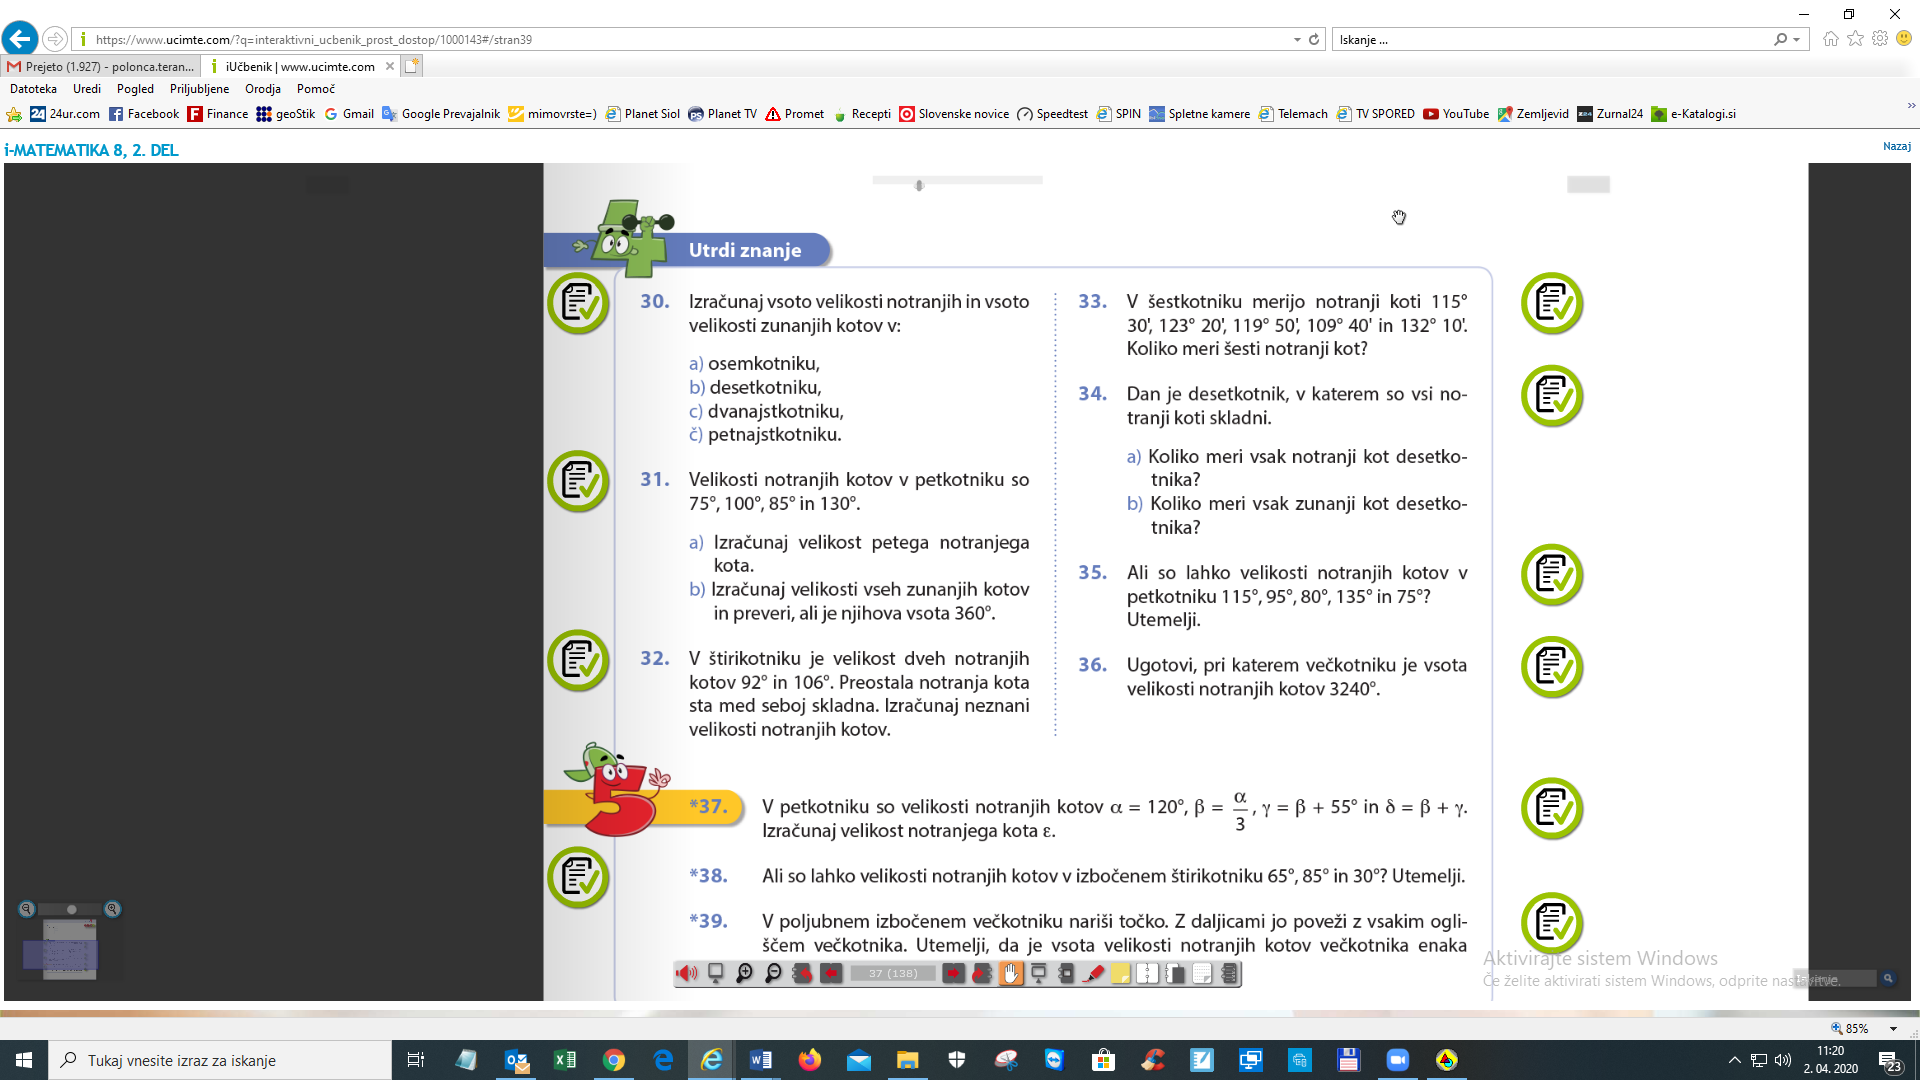 https://www.ucimte.com/?q=interaktivni_ucbenik_prost_dostop/1000143#/stran39
Iskanje ...
Prejeto (1.927) - polonca.teran...
iUčbenik | www.ucimte.com
Datoteka Uredi Pogled Priljubljene Orodja Pomoč
24ur.com Facebook Finance geoStik Gmail Google Prevajalnik mimovrste=) Planet Siol Planet TV Promet Recepti Slovenske novice Speedtest SPIN Spletne kamere Telemach TV SPORED YouTube Zemljevid Zurnal24 e-Katalogi.si
i-MATEMATIKA 8, 2. DEL
Nazaj
Utrdi znanje
30. Izračunaj vsoto velikosti notranjih in vsoto
velikosti zunanjih kotov v:
a) osemkotniku,
b) desetkotniku,
c) dvanajstkotniku,
č) petnajstkotniku.
31. Velikosti notranjih kotov v petkotniku so
75°, 100°, 85° in 130°.
a) Izračunaj velikost petega notranjega
kota.
b) Izračunaj velikosti vseh zunanjih kotov
in preveri, ali je njihova vsota 360°.
32. V štirikotniku je velikost dveh notranjih
kotov 92° in 106°. Preostala notranja kota
sta med seboj skladna. Izračunaj neznani
velikosti notranjih kotov.
33. V šestkotniku merijo notranji koti 115°
30', 123° 20', 119° 50', 109° 40' in 132° 10'.
Koliko meri šesti notranji kot?
34. Dan je desetkotnik, v katerem so vsi no-
tranji koti skladni.
a) Koliko meri vsak notranji kot desetko-
tnika?
b) Koliko meri vsak zunanji kot desetko-
tnika?
35. Ali so lahko velikosti notranjih kotov v
petkotniku 115°, 95°, 80°, 135° in 75°?
Utemelji.
36. Ugotovi, pri katerem večkotniku je vsota
velikosti notranjih kotov 3240°.
*37. V petkotniku so velikosti notranjih kotov α = 120°, β = α/3, γ = β + 55° in δ = β + γ.
Izračunaj velikost notranjega kota ε.
*38. Ali so lahko velikosti notranjih kotov v izbočenem štirikotniku 65°, 85° in 30°? Utemelji.
*39. V poljubnem izbočenem večkotniku nariši točko. Z daljicami jo poveži z vsakim ogli-
ščem večkotnika. Utemelji, da je vsota velikosti notranjih kotov večkotnika enaka
37 (138)
Aktivirajte sistem Windows
Če želite aktivirati sistem Windows, odprite nastavitve.
Iskanje
85%
Tukaj vnesite izraz za iskanje
11:20
2. 04. 2020
23